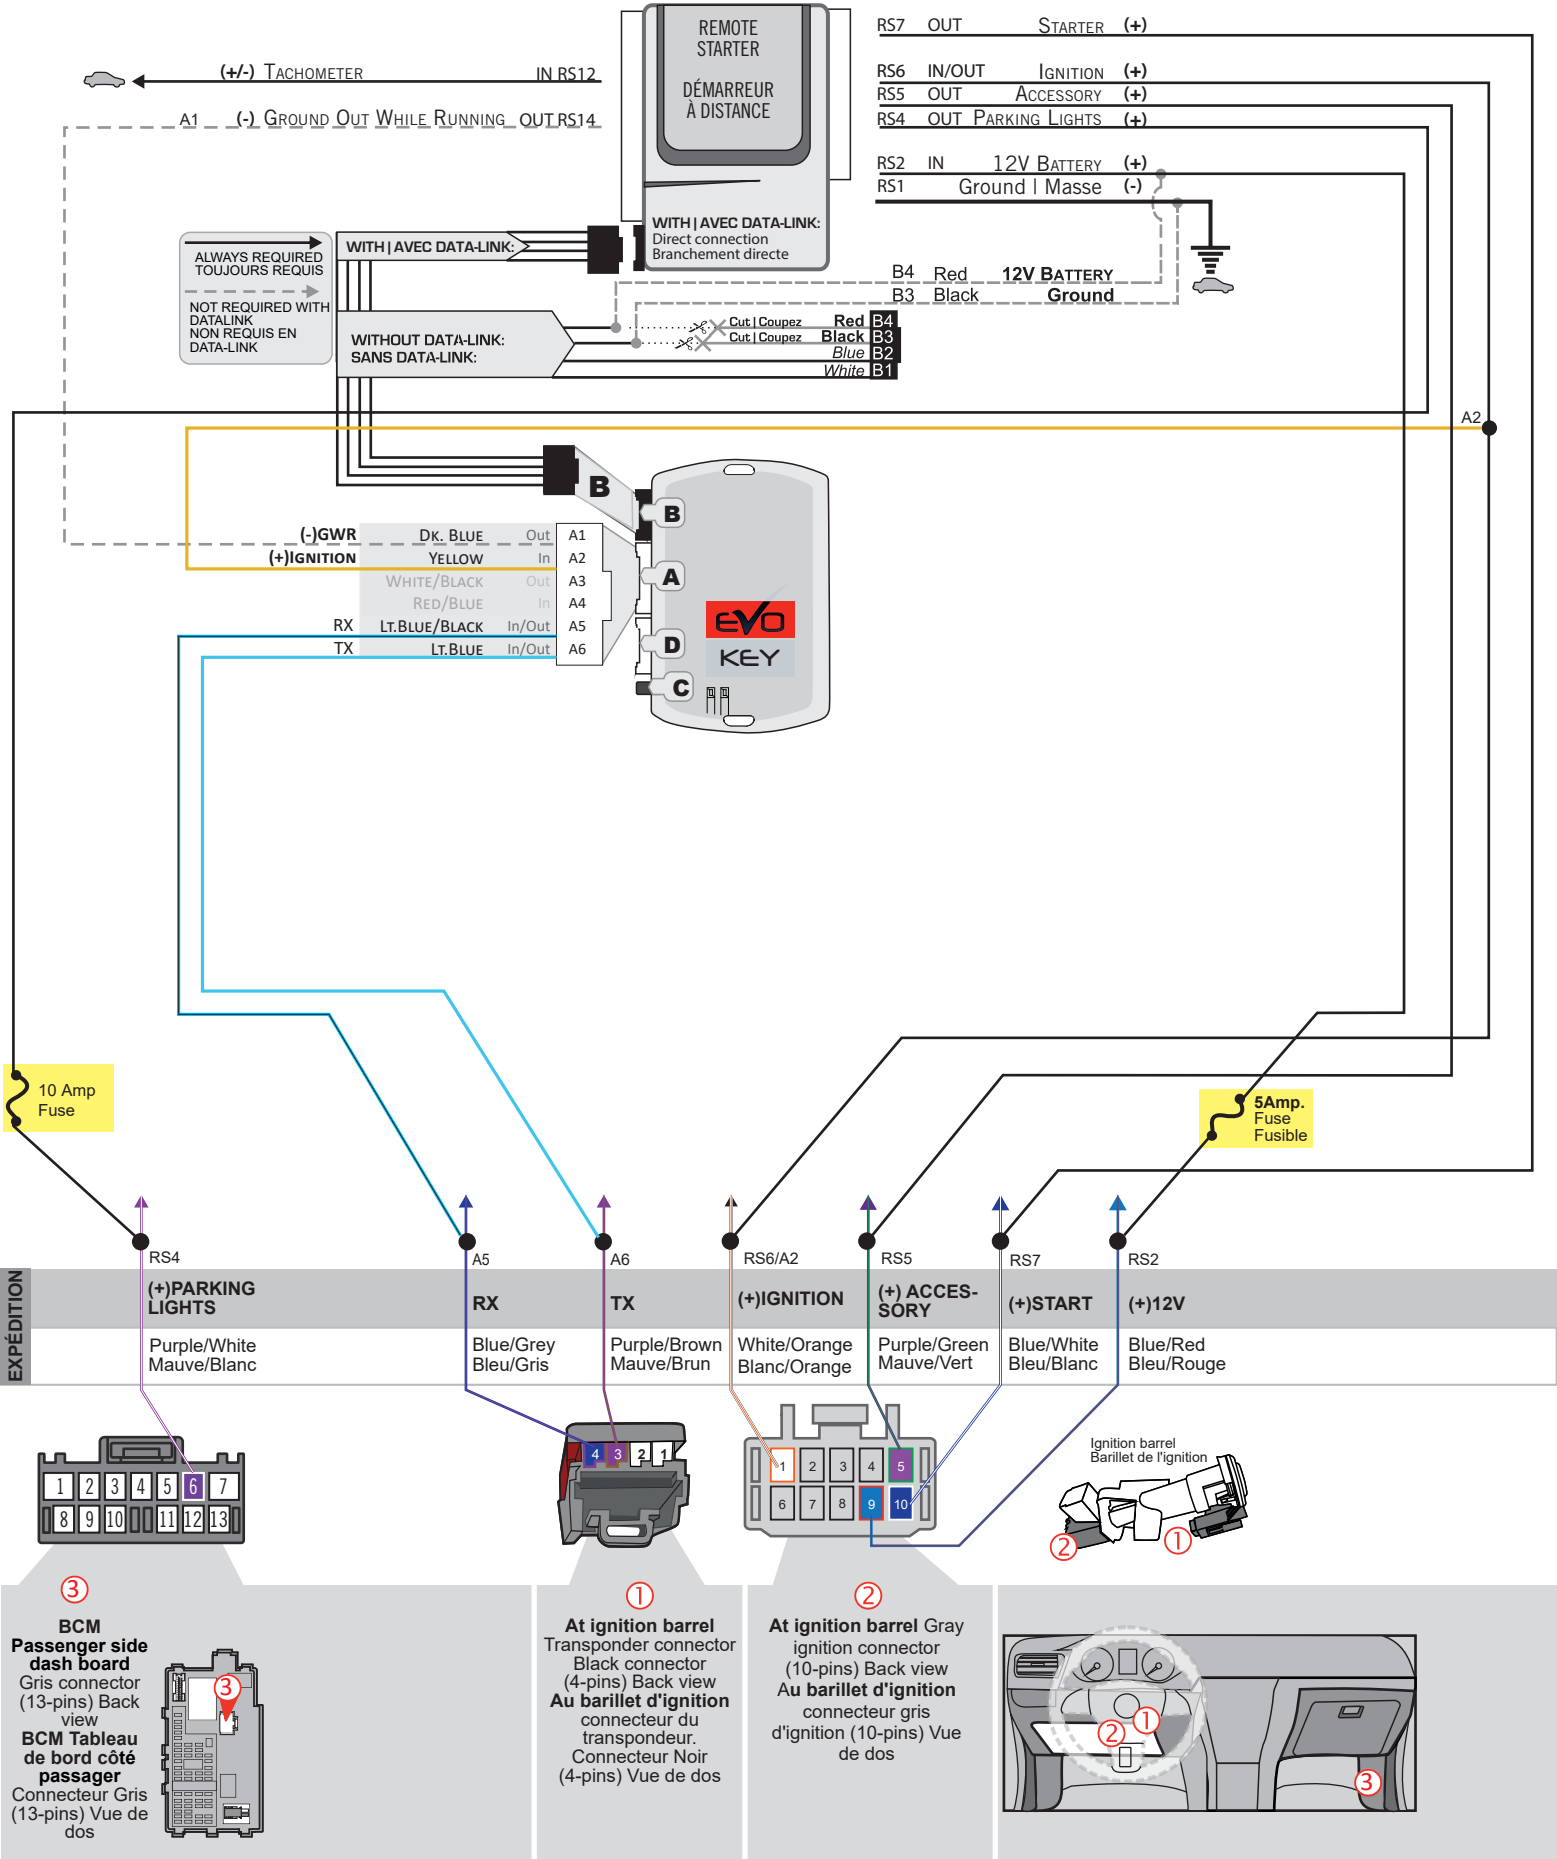 REMOTE
STARTER
DÉMARREUR
À DISTANCE
WITH | AVEC DATA-LINK:
Direct connection
Branchement directe
(+/-) TACHOMETER IN RS12
A1 (-) GROUND OUT WHILE RUNNING OUT RS14
RS7 OUT STARTER (+)
RS6 IN/OUT IGNITION (+)
RS5 OUT ACCESSORY (+)
RS4 OUT PARKING LIGHTS (+)
RS2 IN 12V BATTERY (+)
RS1 Ground | Masse (-)
ALWAYS REQUIRED
TOUJOURS REQUIS
NOT REQUIRED WITH
DATALINK
NON REQUIS EN
DATA-LINK
WITH | AVEC DATA-LINK:
WITHOUT DATA-LINK:
SANS DATA-LINK:
B4 Red 12V BATTERY
B3 Black Ground
Cut | Coupez Red B4
Cut | Coupez Black B3
Blue B2
White B1
A2
B
B
A
D
C
EVO
KEY
(-)GWR DK. BLUE Out A1
(+)IGNITION YELLOW In A2
WHITE/BLACK Out A3
RED/BLUE In A4
RX LT.BLUE/BLACK In/Out A5
TX LT.BLUE In/Out A6
10 Amp
Fuse
5Amp.
Fuse
Fusible
RS4
A5
A6
RS6/A2
RS5
RS7
RS2
EXPÉDITION
(+)PARKING
LIGHTS
RX
TX
(+)IGNITION
(+) ACCES-
SORY
(+)START
(+)12V
Purple/White
Mauve/Blanc
Blue/Grey
Bleu/Gris
Purple/Brown
Mauve/Brun
White/Orange
Blanc/Orange
Purple/Green
Mauve/Vert
Blue/White
Bleu/Blanc
Blue/Red
Bleu/Rouge
1 2 3 4 5 6 7
8 9 10 11 12 13
4 3 2 1
1 2 3 4 5
6 7 8 9 10
Ignition barrel
Barillet de l'ignition
2
1
3
BCM
Passenger side
dash board
Gris connector
(13-pins) Back
view
BCM Tableau
de bord côté
passager
Connecteur Gris
(13-pins) Vue de
dos
3
1
At ignition barrel
Transponder connector
Black connector
(4-pins) Back view
Au barillet d'ignition
connecteur du
transpondeur.
Connecteur Noir
(4-pins) Vue de dos
2
At ignition barrel Gray
ignition connector
(10-pins) Back view
Au barillet d'ignition
connecteur gris
d'ignition (10-pins) Vue
de dos
1
2
3